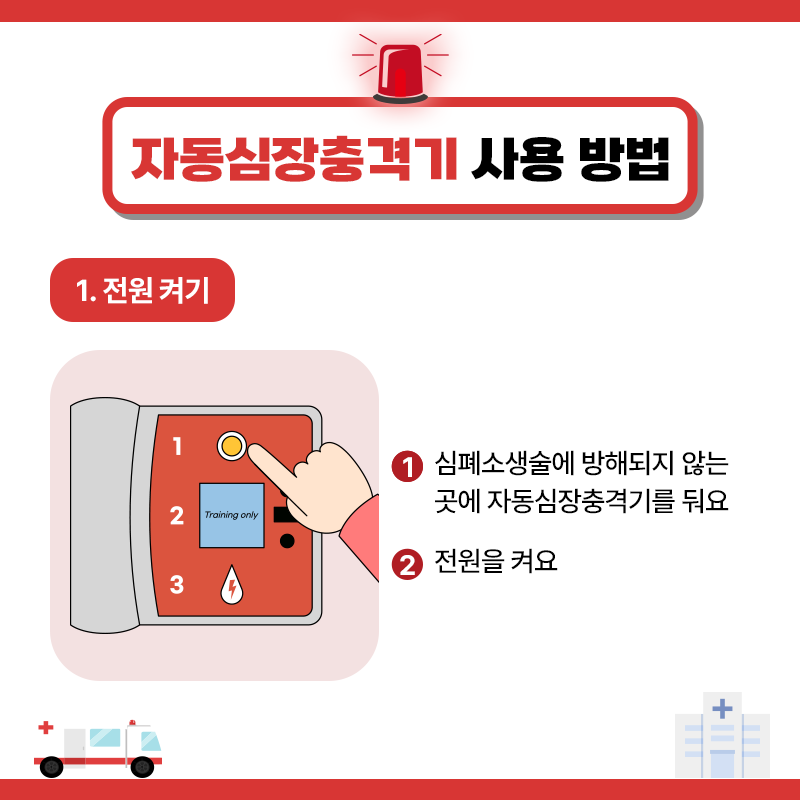 자동심장충격기 사용 방법
1. 전원 켜기
1
2
Training only
3
1 심폐소생술에 방해되지 않는
곳에 자동심장충격기를 둬요
2 전원을 켜요